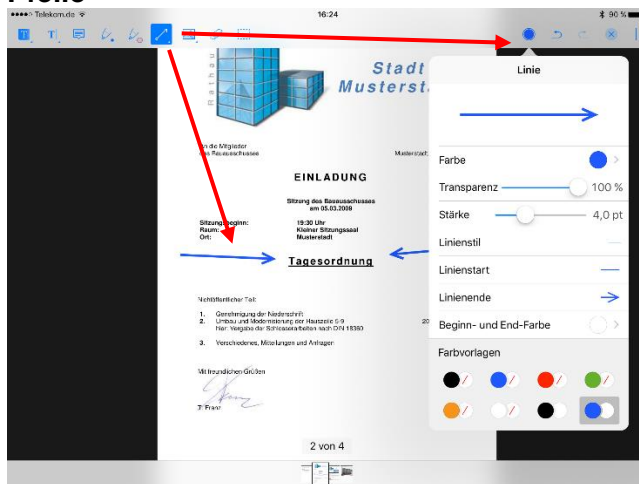 Telekom.de
16:24
90 %
Stadt
Musterst
Rathau
An die Mitglieder
des Bauausschusses
Musterstadt
EINLADUNG
Sitzung des Bauausschusses
am 05.03.2009
Sitzungsbeginn: 19:30 Uhr
Raum: Kleiner Sitzungssaal
Ort: Musterstadt
Tagesordnung
Nichtöffentlicher Teil:
1. Genehmigung der Niederschrift
2. Umbau und Modernisierung der Hauszeile 5-9 20
hier: Vergabe der Schlosserarbeiten nach DIN 18360
3. Verschiedenes, Mitteilungen und Anfragen
Mit freundlichen Grüßen
Franz
2 von 4
Linie
Farbe
Transparenz 100 %
Stärke 4,0 pt
Linienstil
Linienstart
Linienende
Beginn- und End-Farbe
Farbvorlagen